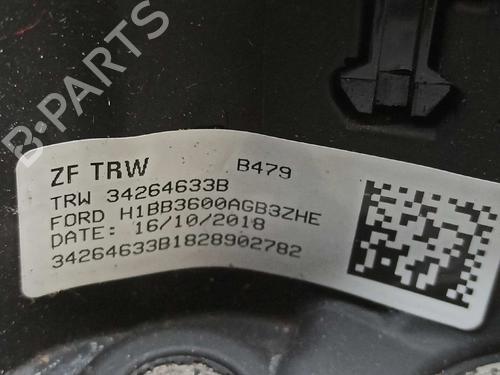 B-PARTS
ZF TRW B479
TRW 34264633B
FORD H1BB3600AGB3ZHE
DATE: 16/10/2018
34264633B1828902782